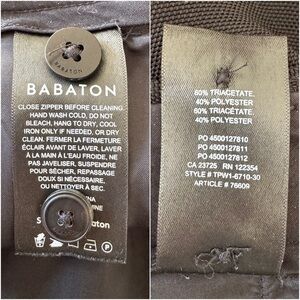 BABATON
BABATON
CLOSE ZIPPER BEFORE CLEANING.
HAND WASH COLD, DO NOT
BLEACH, HANG TO DRY, COOL
IRON ONLY IF NEEDED, OR DRY
CLEAN. FERMER LA FERMETURE
ÉCLAIR AVANT DE LAVER, LAVER
À LA MAIN À L'EAU FROIDE, NE
PAS JAVELISER, SUSPENDRE
POUR SÉCHER, REPASSAGE
DOUX SI NÉCESSAIRE,
OU NETTOYER À SEC.
60% TRIACETATE
40% POLYESTER
60% TRIACÉTATE
40% POLYESTER
PO 4500127810
PO 4500127811
PO 4500127812
CA 23725 RN 122354
STYLE # TPW1-6710-30
ARTICLE # 76609